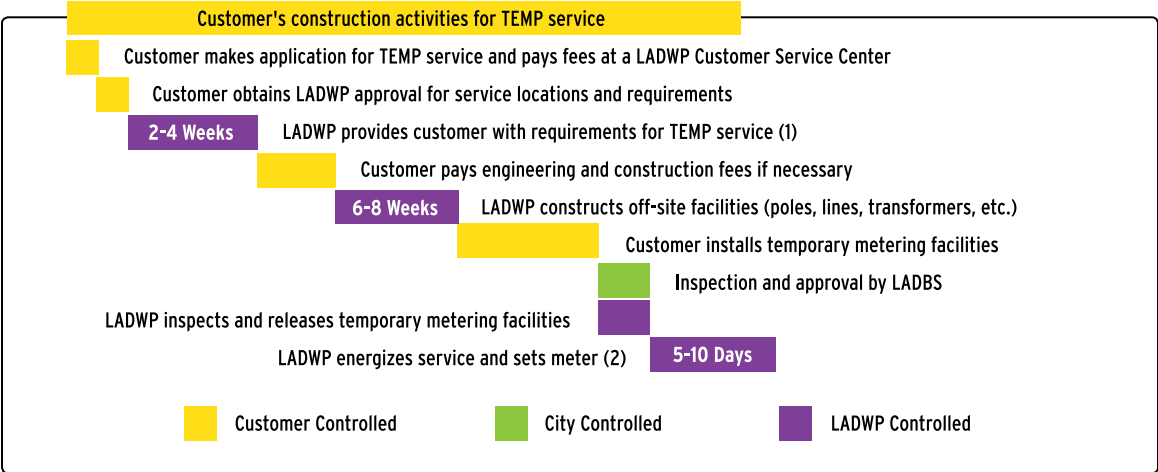 Customer's construction activities for TEMP service
Customer makes application for TEMP service and pays fees at a LADWP Customer Service Center
Customer obtains LADWP approval for service locations and requirements
2-4 Weeks LADWP provides customer with requirements for TEMP service (1)
Customer pays engineering and construction fees if necessary
6-8 Weeks LADWP constructs off-site facilities (poles, lines, transformers, etc.)
Customer installs temporary metering facilities
Inspection and approval by LADBS
LADWP inspects and releases temporary metering facilities
LADWP energizes service and sets meter (2) 5-10 Days
Customer Controlled City Controlled LADWP Controlled